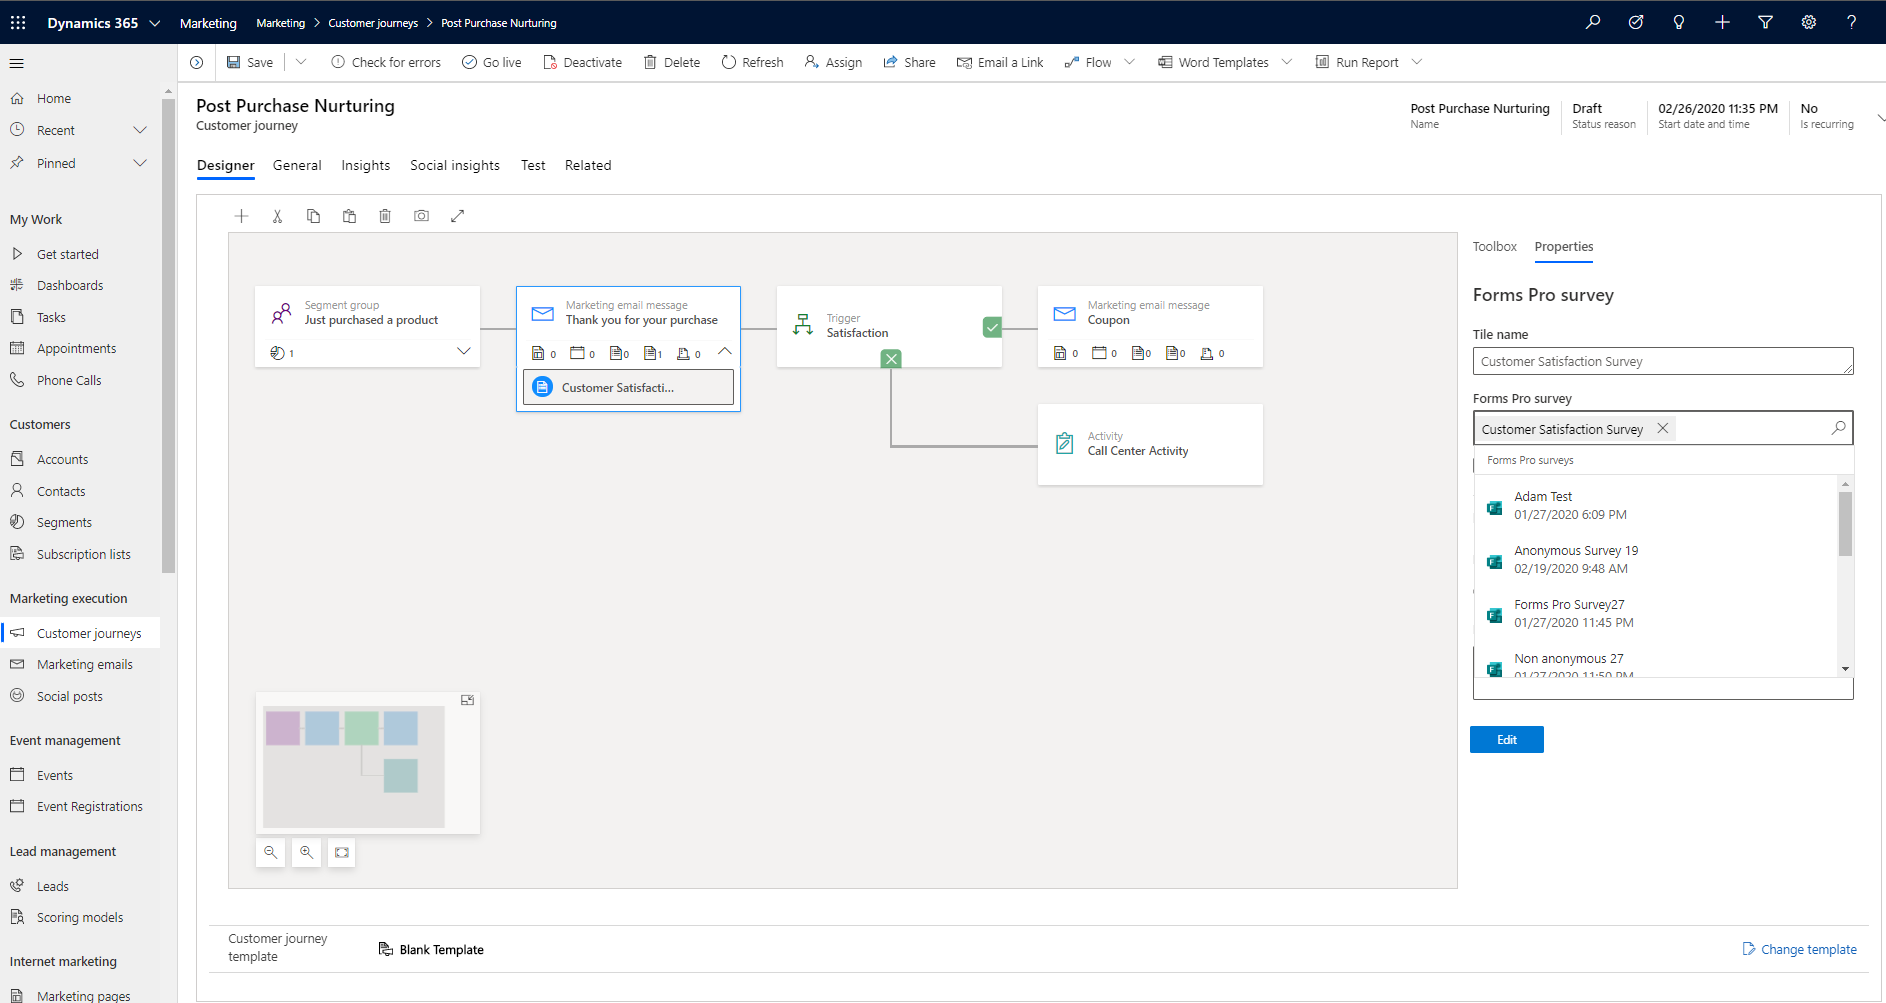 Dynamics 365
Marketing
Marketing > Customer journeys > Post Purchase Nurturing
Save
Check for errors
Go live
Deactivate
Delete
Refresh
Assign
Share
Email a Link
Flow
Word Templates
Run Report
Home
Recent
Pinned
My Work
Get started
Dashboards
Tasks
Appointments
Phone Calls
Customers
Accounts
Contacts
Segments
Subscription lists
Marketing execution
Customer journeys
Marketing emails
Social posts
Event management
Events
Event Registrations
Lead management
Leads
Scoring models
Internet marketing
Marketing pages
Post Purchase Nurturing
Customer journey
Post Purchase Nurturing
Name
Draft
Status reason
02/26/2020 11:35 PM
Start date and time
No
Is recurring
Designer
General
Insights
Social insights
Test
Related
Segment group
Just purchased a product
1
Marketing email message
Thank you for your purchase
0 0 0 1 0
Customer Satisfacti...
Trigger
Satisfaction
Marketing email message
Coupon
0 0 0 0 0
Activity
Call Center Activity
Toolbox
Properties
Forms Pro survey
Tile name
Customer Satisfaction Survey
Forms Pro survey
Customer Satisfaction Survey
Forms Pro surveys
Adam Test
01/27/2020 6:09 PM
Anonymous Survey 19
02/19/2020 9:48 AM
Forms Pro Survey27
01/27/2020 11:45 PM
Non anonymous 27
01/27/2020 11:50 PM
Edit
Customer journey
template
Blank Template
Change template